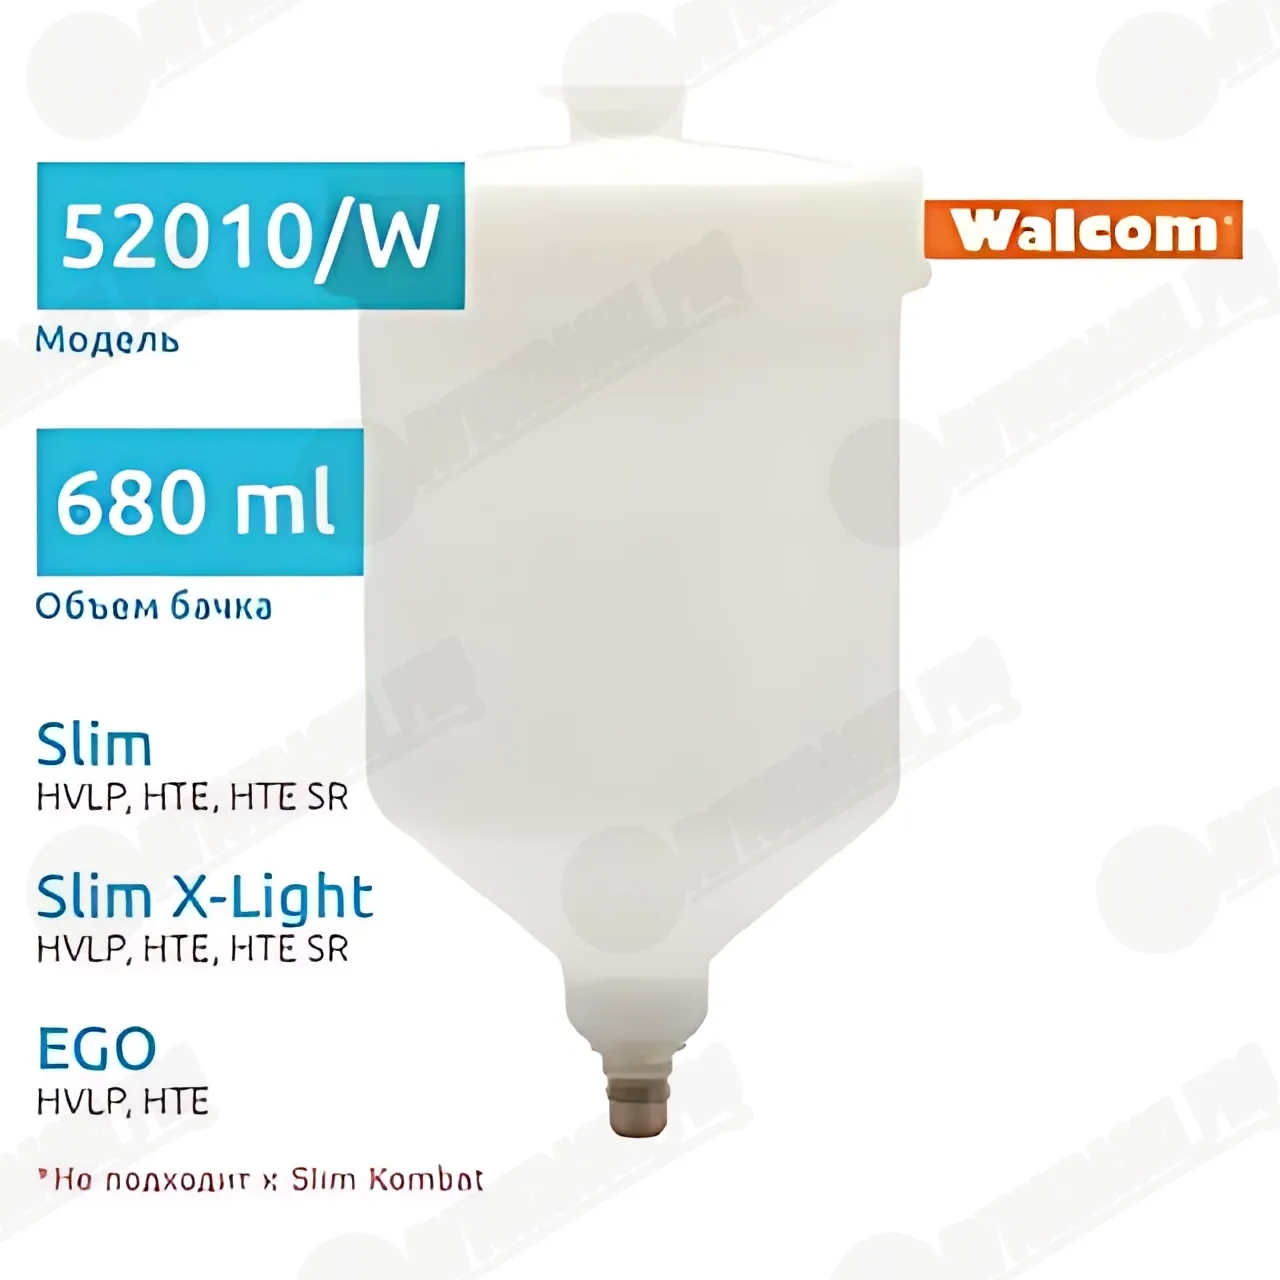 52010/W
Модель
Walcom
680 ml
Объем бачка
Slim
HVLP, HTE, HTE SR
Slim X-Light
HVLP, HTE, HTE SR
EGO
HVLP, HTE
*Не подходит к Slim Kombat